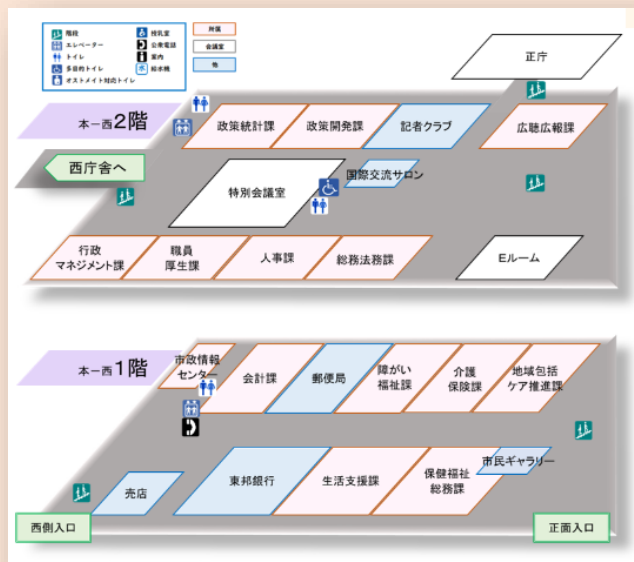 階段
エレベーター
トイレ
多目的トイレ
オストメイト対応トイレ
授乳室
公衆電話
案内
給水機
所属
会議室
他
正庁
本－西2階
政策統計課
政策開発課
記者クラブ
広聴広報課
西庁舎へ
特別会議室
国際交流サロン
行政
マネジメント課
職員
厚生課
人事課
総務法務課
Eルーム
本－西1階
市政情報
センター
会計課
郵便局
障がい
福祉課
介護
保険課
地域包括
ケア推進課
売店
東邦銀行
生活支援課
保健福祉
総務課
市民ギャラリー
西側入口
正面入口